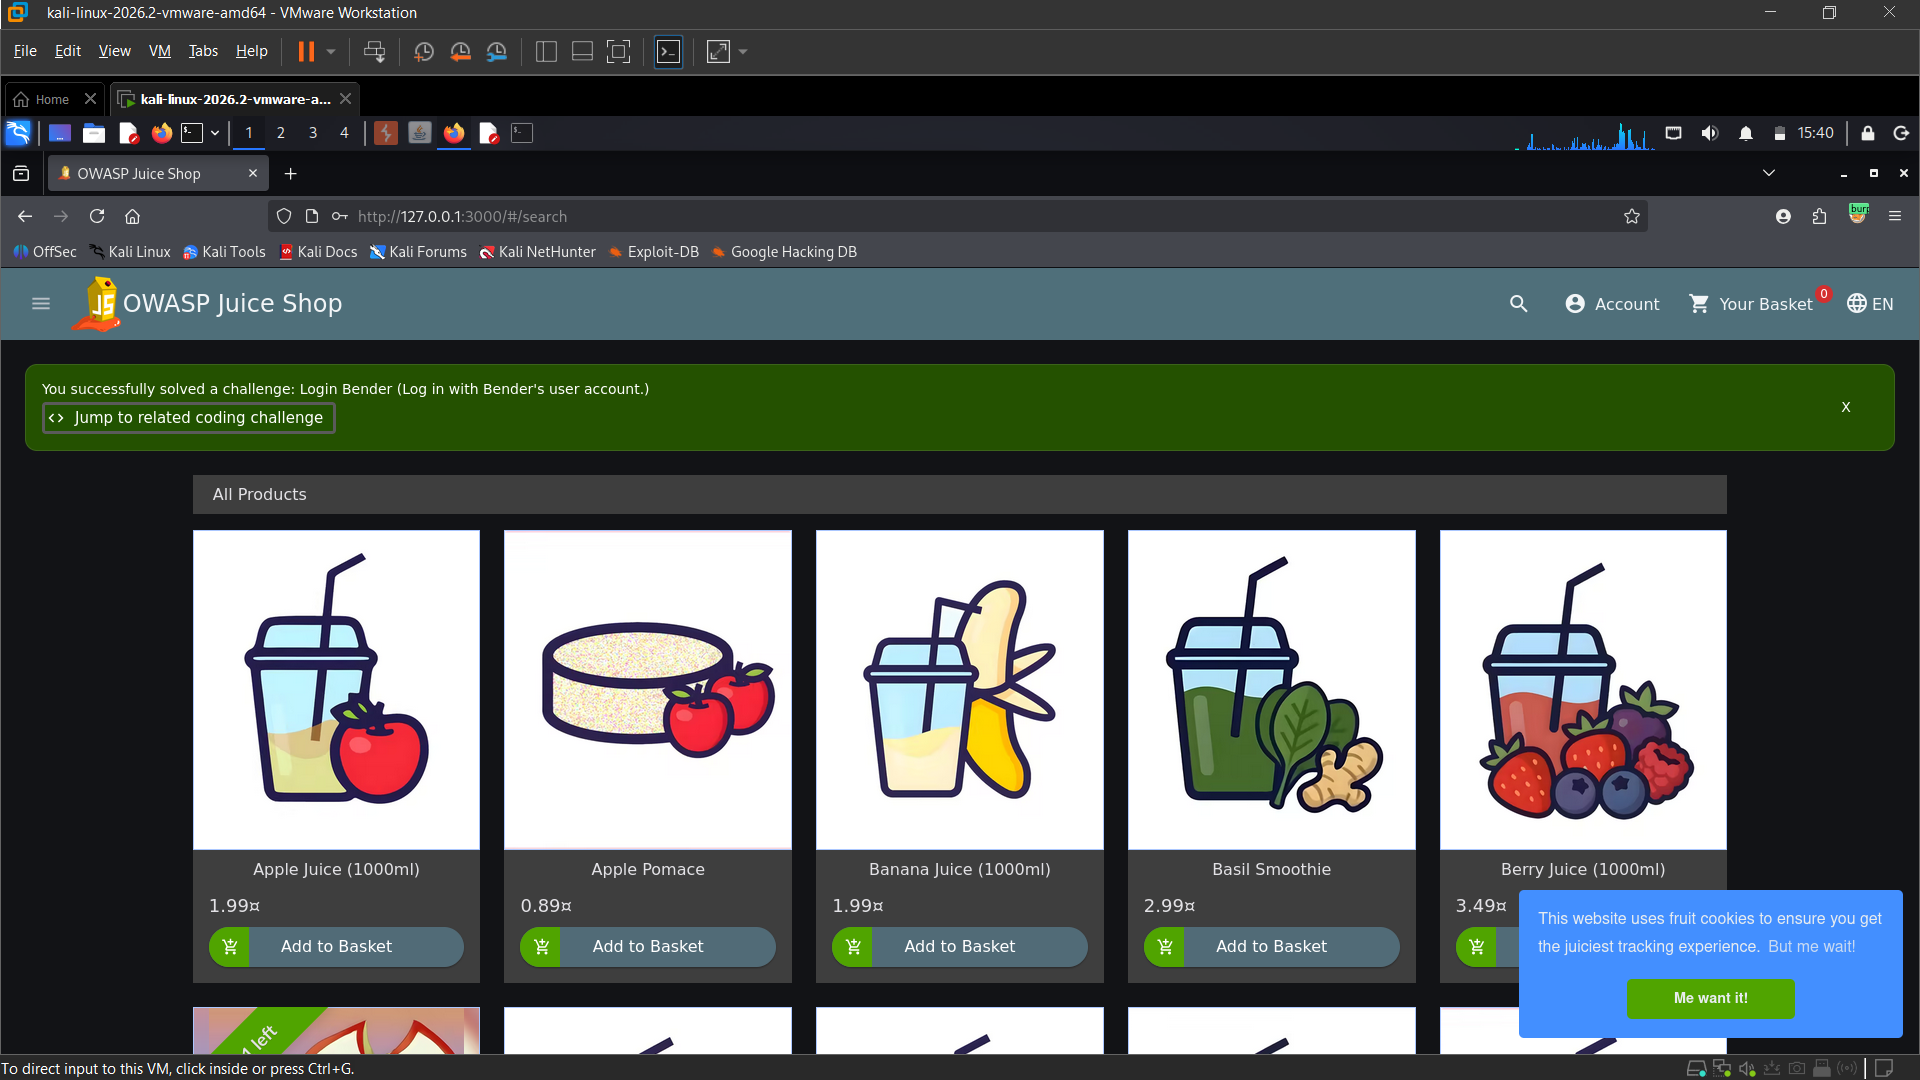 kali-linux-2026.2-vmware-amd64 - VMware Workstation
File Edit View VM Tabs Help
Home kali-linux-2026.2-vmware-a...
1 2 3 4 15:40
OWASP Juice Shop
http://127.0.0.1:3000/#/search
burp
OffSec Kali Linux Kali Tools Kali Docs Kali Forums Kali NetHunter Exploit-DB Google Hacking DB
JS OWASP Juice Shop Account Your Basket 0 EN
You successfully solved a challenge: Login Bender (Log in with Bender's user account.)
<> Jump to related coding challenge
X
All Products
Apple Juice (1000ml) Apple Pomace Banana Juice (1000ml) Basil Smoothie Berry Juice (1000ml)
1.99¤ 0.89¤ 1.99¤ 2.99¤ 3.49¤
Add to Basket Add to Basket Add to Basket Add to Basket
This website uses fruit cookies to ensure you get
the juiciest tracking experience. But me wait!
Me want it!
1 left
To direct input to this VM, click inside or press Ctrl+G.